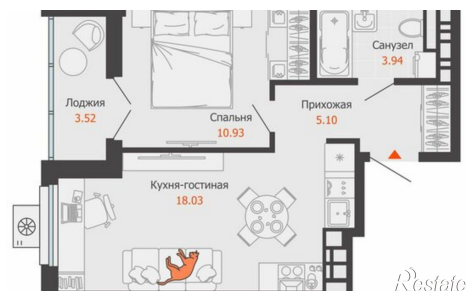 Санузел
3.94
Лоджия
3.52
Спальня
10.93
Прихожая
5.10
Кухня-гостиная
18.03
Restate